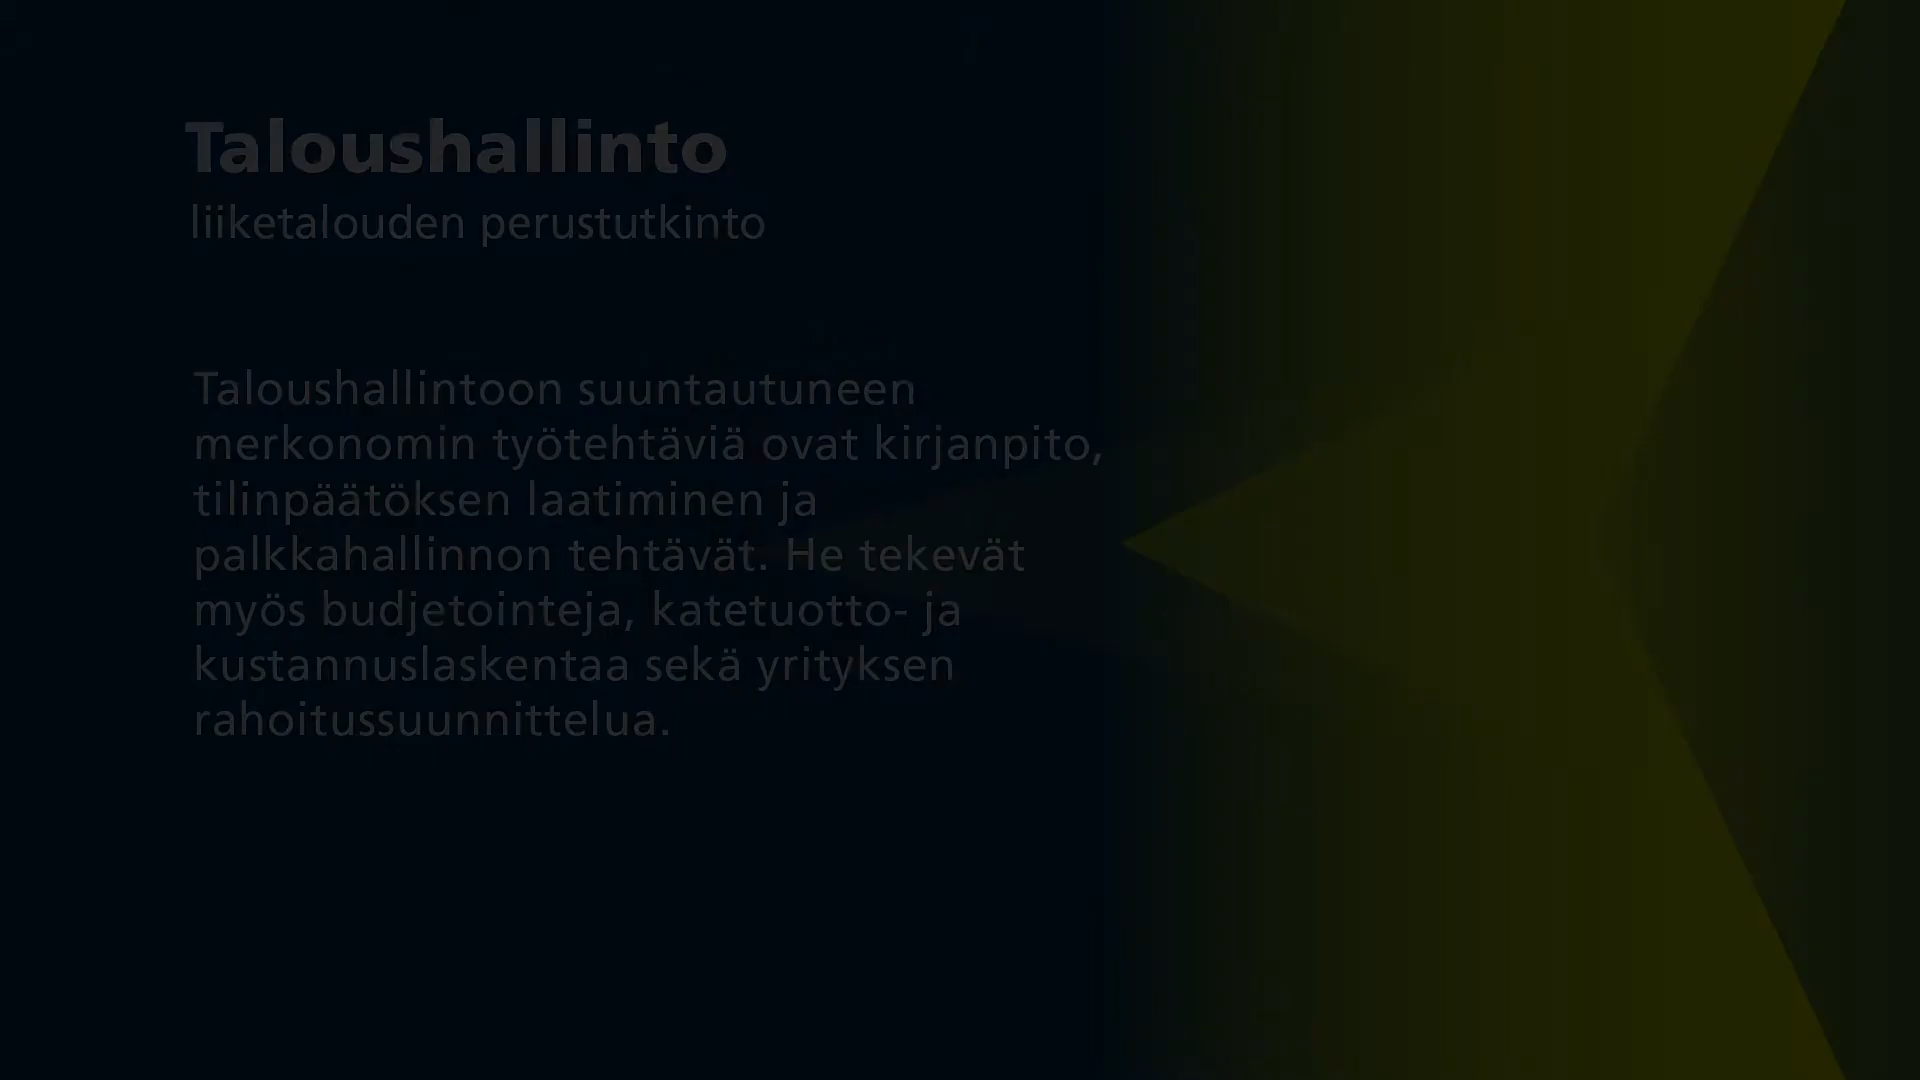 Taloushallinto
liiketalouden perustutkinto
Taloushallintoon suuntautuneen
merkonomin työtehtäviä ovat kirjanpito,
tilinpäätöksen laatiminen ja
palkkahallinnon tehtävät. He tekevät
myös budjetointeja, katetuotto- ja
kustannuslaskentaa sekä yrityksen
rahoitussuunnittelua.